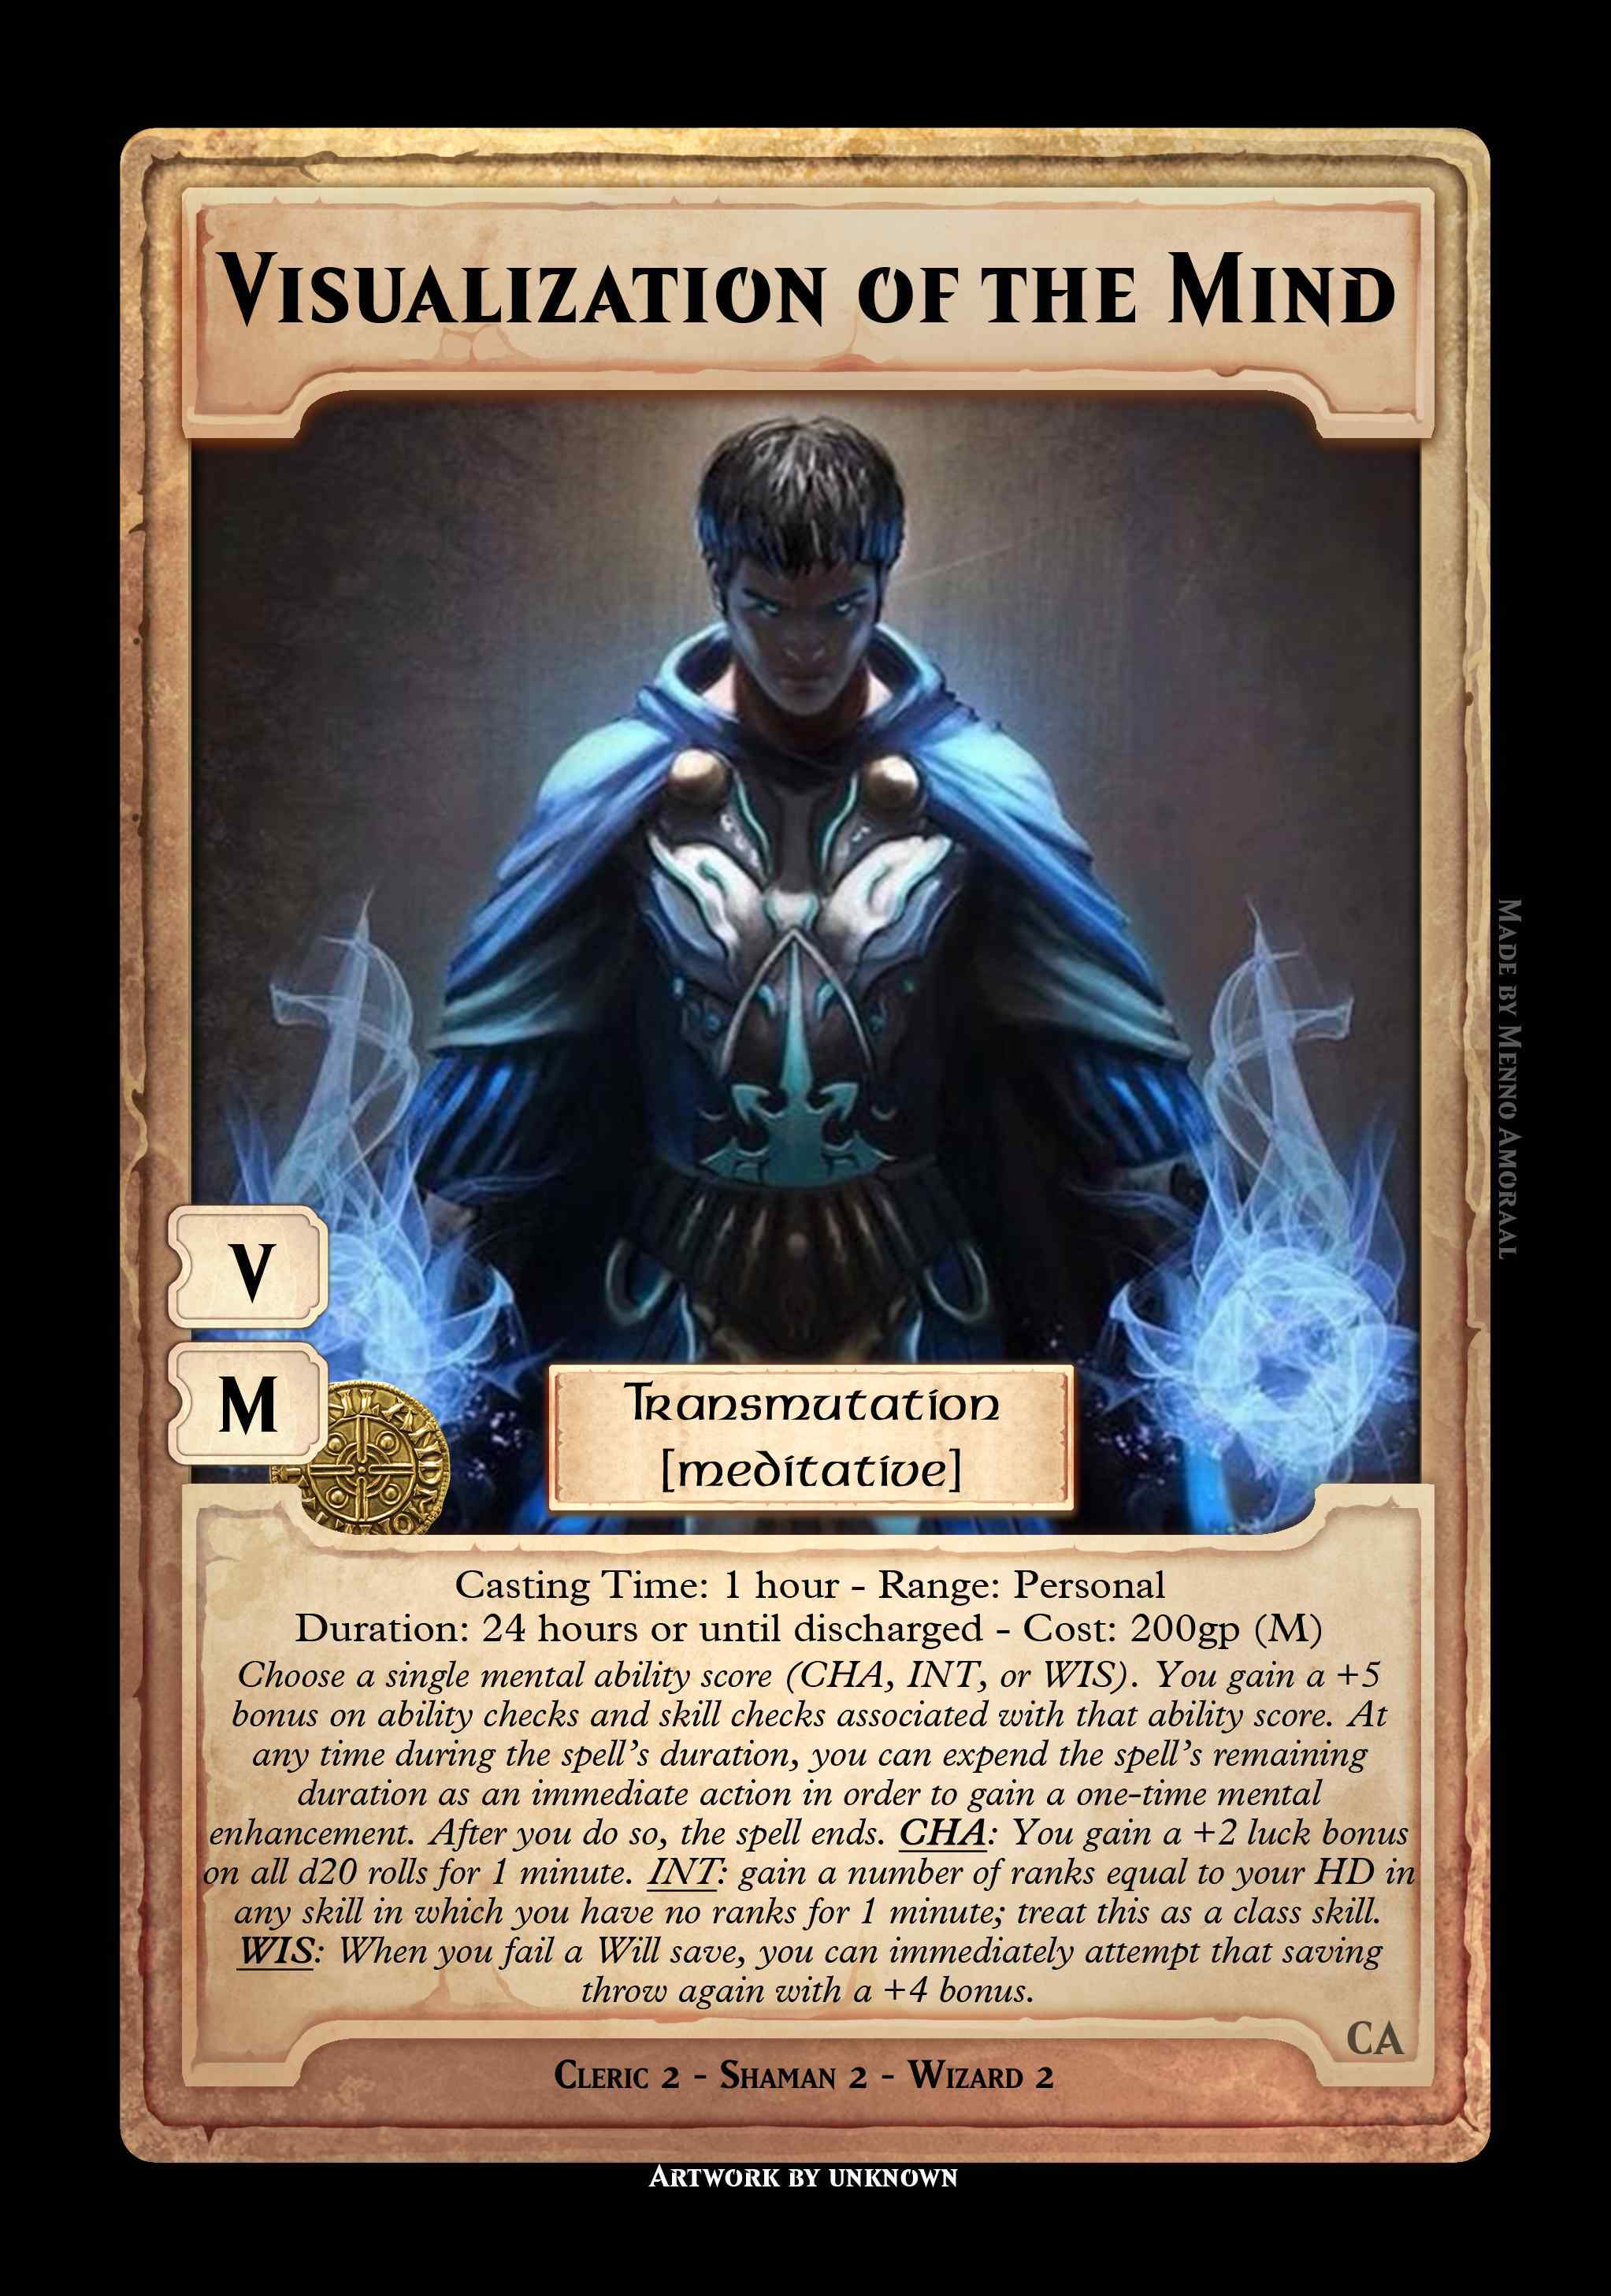 Visualization of the Mind
Made by Menno Amoraal
V
M
Transmutation
[meditative]
Casting Time: 1 hour - Range: Personal
Duration: 24 hours or until discharged - Cost: 200gp (M)
Choose a single mental ability score (CHA, INT, or WIS). You gain a +5
bonus on ability checks and skill checks associated with that ability score. At
any time during the spell's duration, you can expend the spell's remaining
duration as an immediate action in order to gain a one-time mental
enhancement. After you do so, the spell ends. CHA: You gain a +2 luck bonus
on all d20 rolls for 1 minute. INT: gain a number of ranks equal to your HD in
any skill in which you have no ranks for 1 minute; treat this as a class skill.
WIS: When you fail a Will save, you can immediately attempt that saving
throw again with a +4 bonus.
CA
Cleric 2 - Shaman 2 - Wizard 2
Artwork by unknown